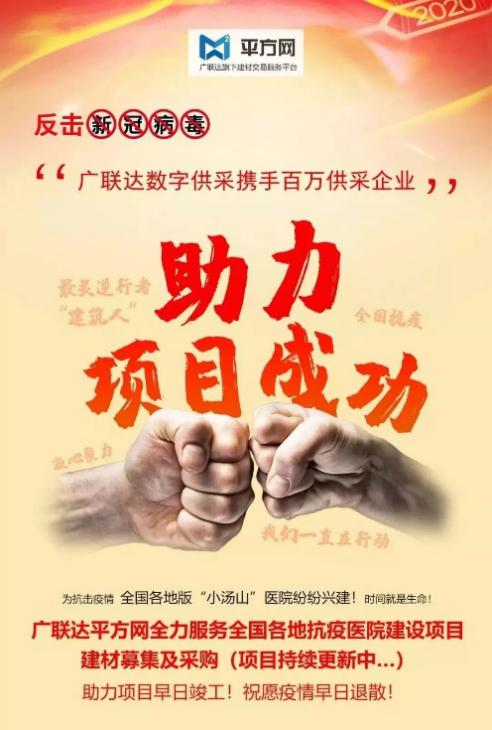 2020
平方网
广联达旗下建材交易服务平台
反击新冠病毒
“广联达数字供采携手百万供采企业”
助力
最美逆行者
“建筑人”
全国抗疫
项目成功
凝心聚力
我们一直在行动
为抗击疫情 全国各地版“小汤山”医院纷纷兴建！时间就是生命！
广联达平方网全力服务全国各地抗疫医院建设项目
建材募集及采购（项目持续更新中...）
助力项目早日竣工！祝愿疫情早日退散！